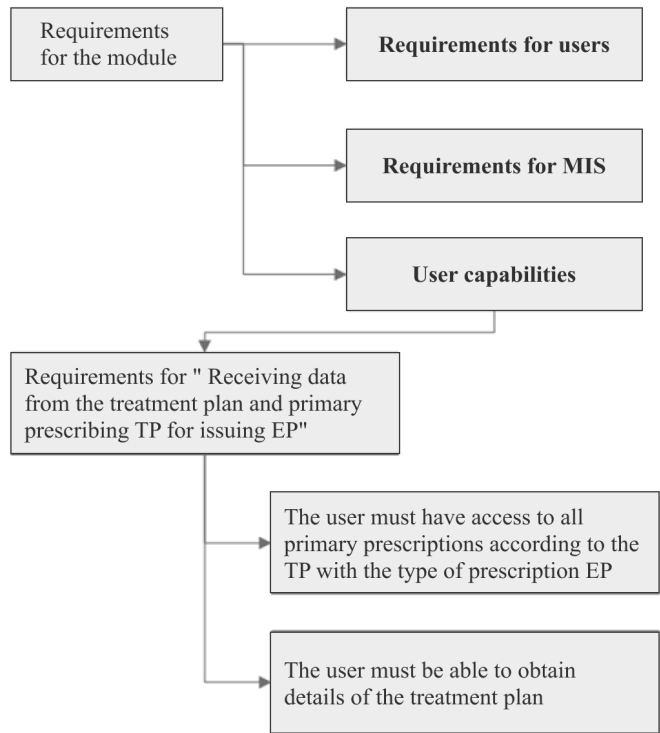 Requirements
for the module
Requirements for users
Requirements for MIS
User capabilities
Requirements for " Receiving data
from the treatment plan and primary
prescribing TP for issuing EP"
The user must have access to all
primary prescriptions according to the
TP with the type of prescription EP
The user must be able to obtain
details of the treatment plan